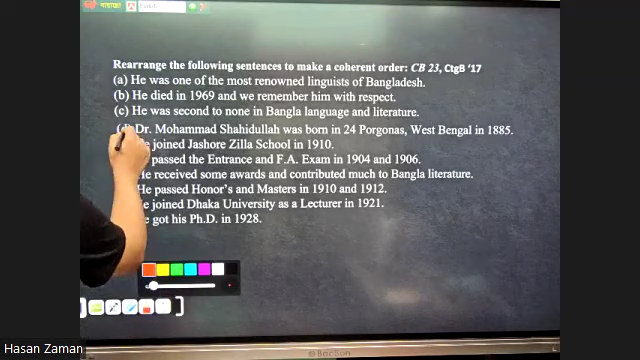 Rearrange the following sentences to make a coherent order: CB 23, CtgB '17
(a) He was one of the most renowned linguists of Bangladesh.
(b) He died in 1969 and we remember him with respect.
(c) He was second to none in Bangla language and literature.
(d) Dr. Mohammad Shahidullah was born in 24 Porgonas, West Bengal in 1885.
He joined Jashore Zilla School in 1910.
passed the Entrance and F.A. Exam in 1904 and 1906.
He received some awards and contributed much to Bangla literature.
He passed Honor's and Masters in 1910 and 1912.
He joined Dhaka University as a Lecturer in 1921.
He got his Ph.D. in 1928.
BacBon
Hasan Zaman